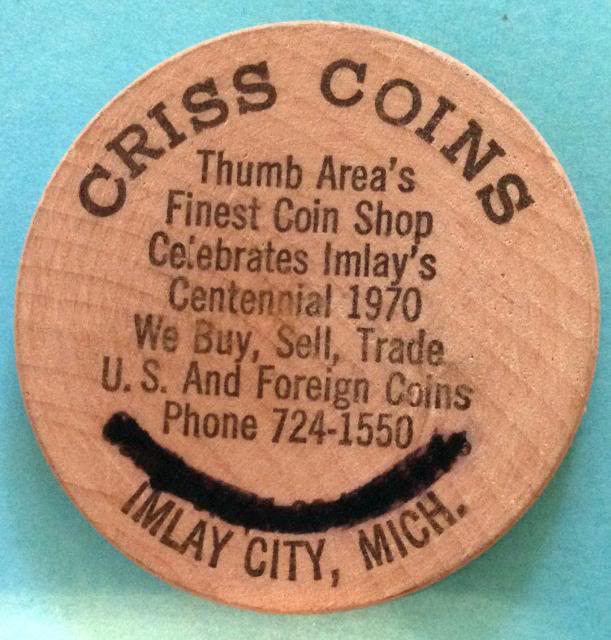 CRISS COINS
Thumb Area's
Finest Coin Shop
Celebrates Imlay's
Centennial 1970
We Buy, Sell, Trade
U. S. And Foreign Coins
Phone 724-1550
IMLAY CITY, MICH.